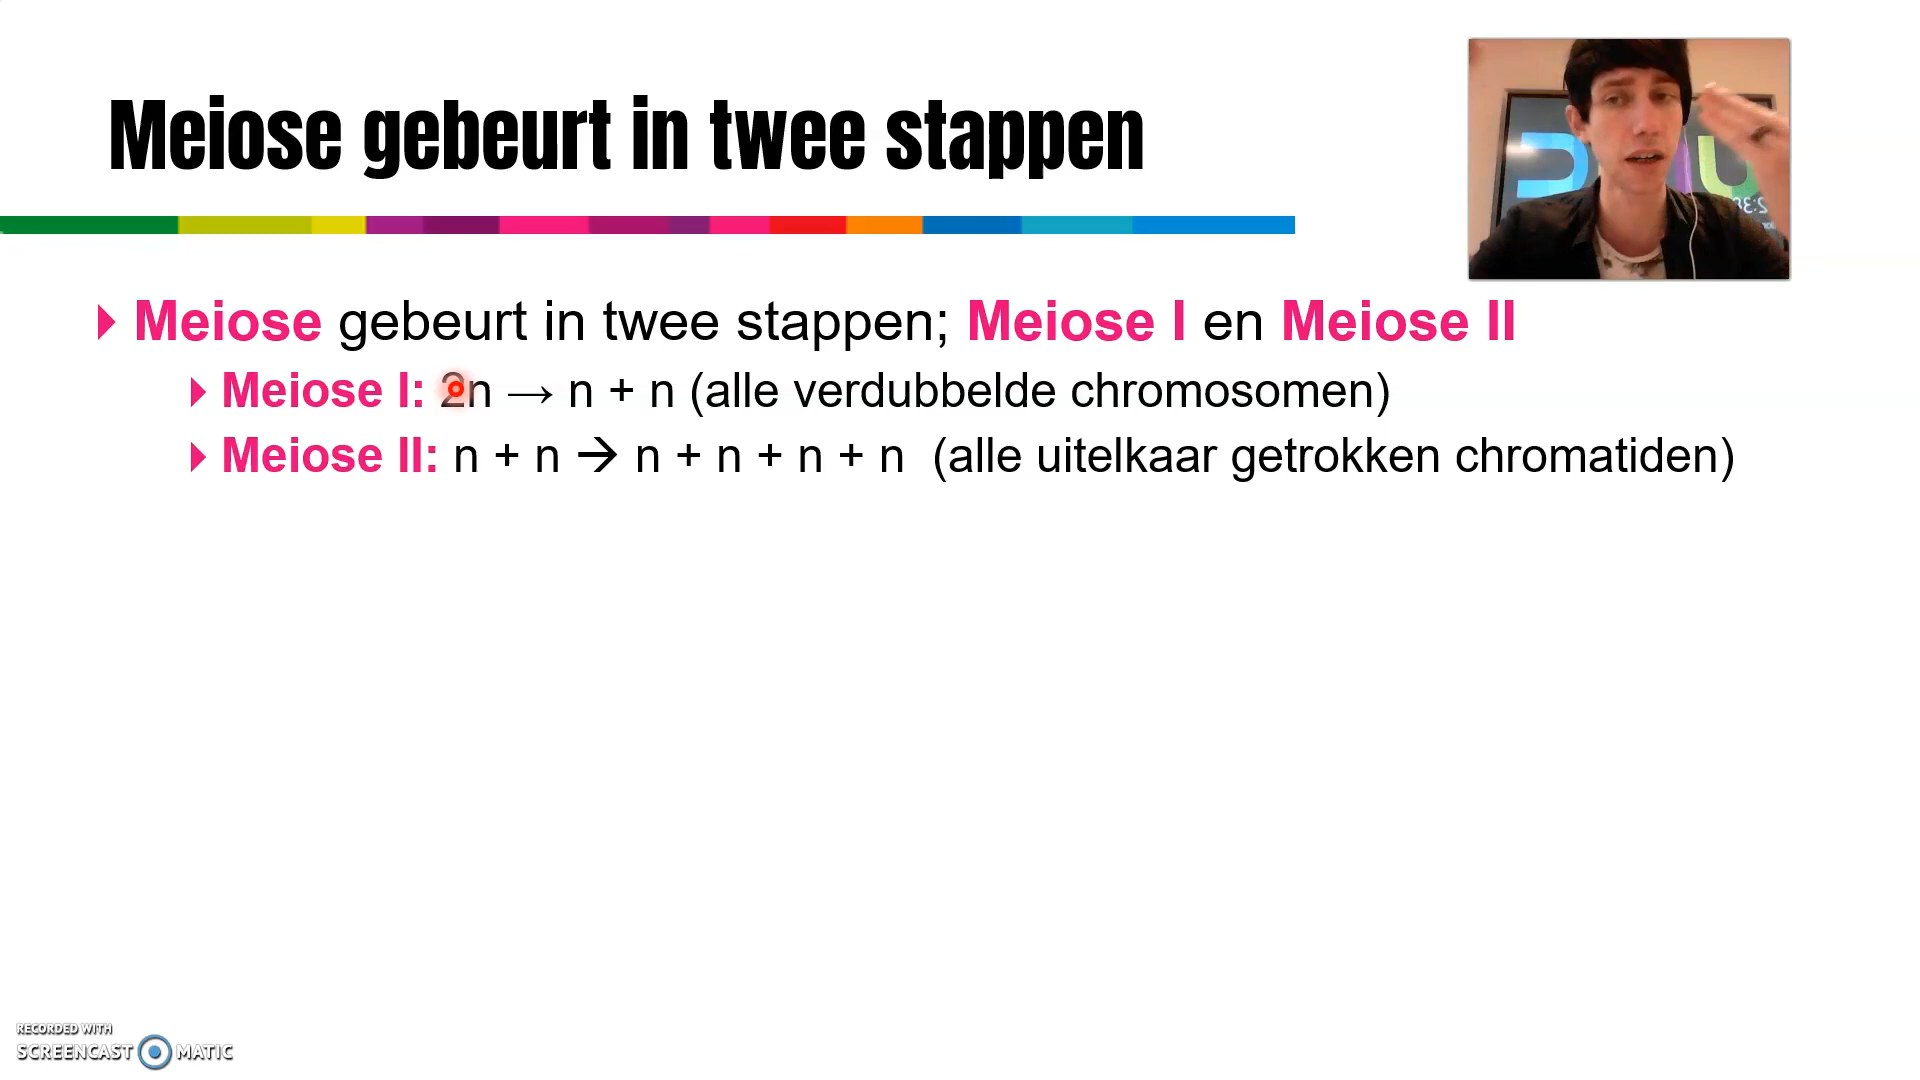 Meiose gebeurt in twee stappen
Meiose gebeurt in twee stappen; Meiose I en Meiose II
Meiose I: 2n → n + n (alle verdubbelde chromosomen)
Meiose II: n + n → n + n + n + n (alle uitelkaar getrokken chromatiden)
RECORDED WITH
SCREENCAST MATIC